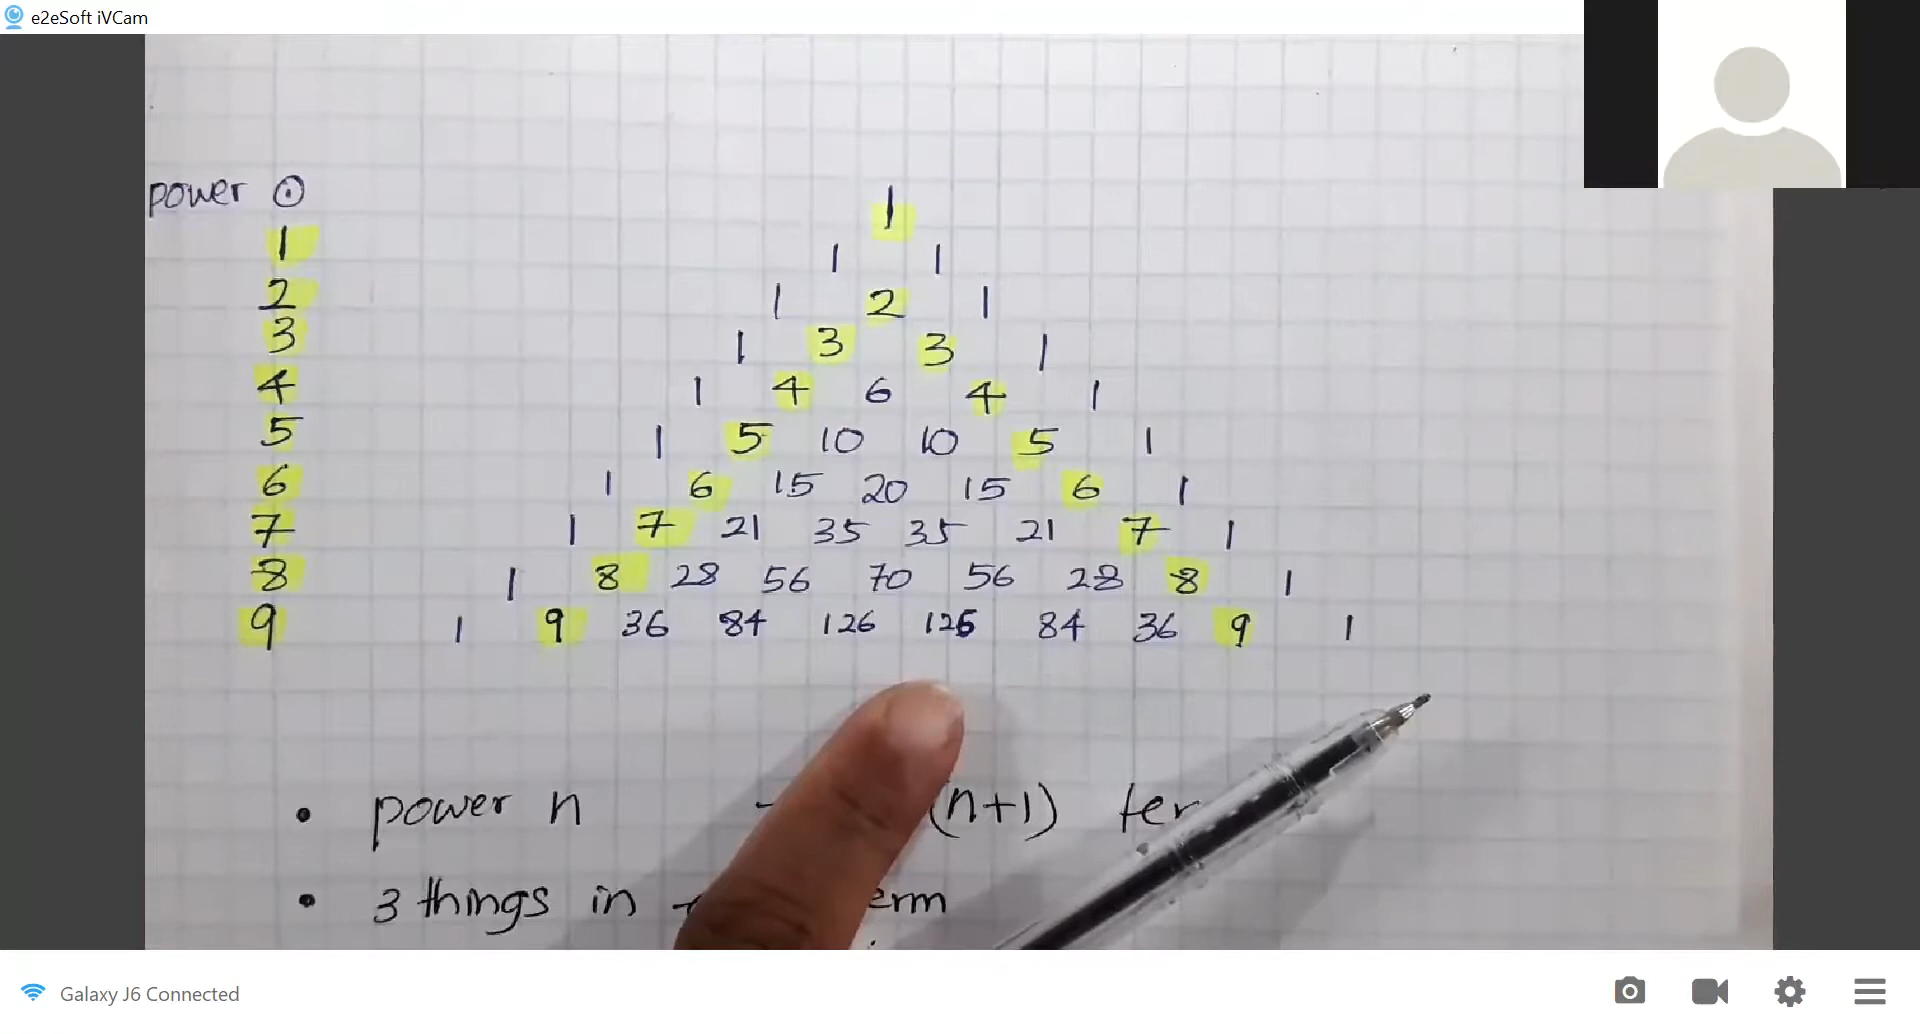 e2eSoft iVCam
power 0
1
1
1 1
2
1 2 1
3
1 3 3 1
4
1 4 6 4 1
5
1 5 10 10 5 1
6
1 6 15 20 15 6 1
7
1 7 21 35 35 21 7 1
8
1 8 28 56 70 56 28 8 1
9
1 9 36 84 126 126 84 36 9 1
• power n (n+1)
• 3 things in
Galaxy J6 Connected